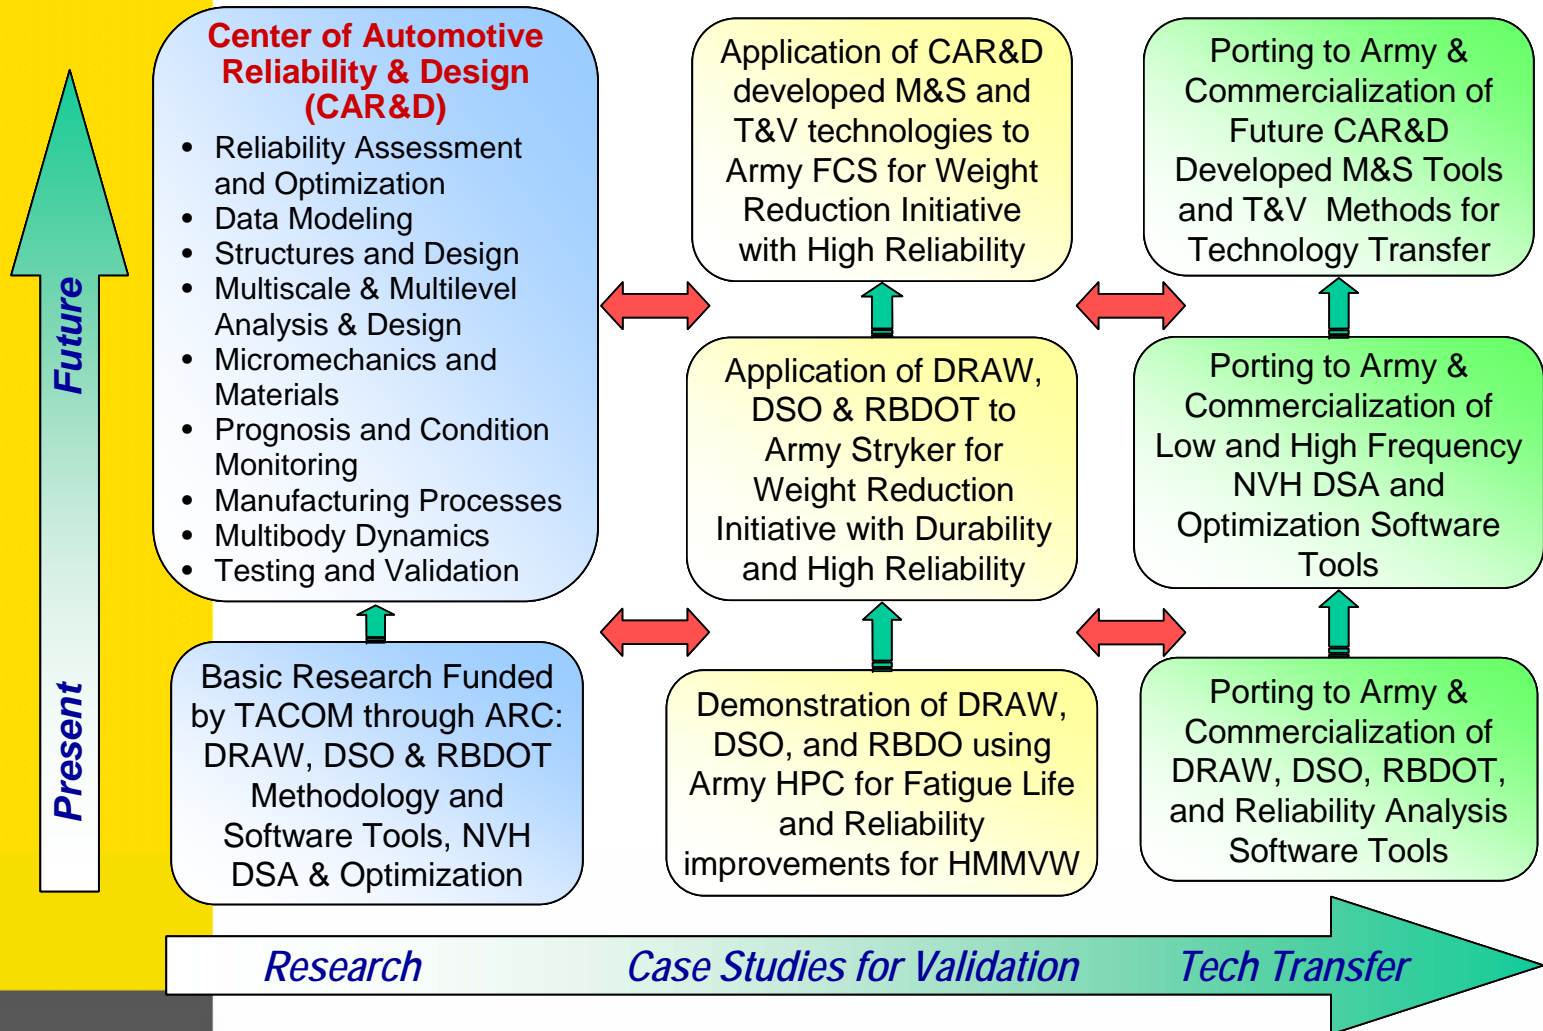 Center of Automotive
Reliability & Design
(CAR&D)
• Reliability Assessment
and Optimization
• Data Modeling
• Structures and Design
• Multiscale & Multilevel
Analysis & Design
• Micromechanics and
Materials
• Prognosis and Condition
Monitoring
• Manufacturing Processes
• Multibody Dynamics
• Testing and Validation
Application of CAR&D
developed M&S and
T&V technologies to
Army FCS for Weight
Reduction Initiative
with High Reliability
Porting to Army &
Commercialization of
Future CAR&D
Developed M&S Tools
and T&V Methods for
Technology Transfer
Future
Application of DRAW,
DSO & RBDOT to
Army Stryker for
Weight Reduction
Initiative with Durability
and High Reliability
Porting to Army &
Commercialization of
Low and High Frequency
NVH DSA and
Optimization Software
Tools
Present
Basic Research Funded
by TACOM through ARC:
DRAW, DSO & RBDOT
Methodology and
Software Tools, NVH
DSA & Optimization
Demonstration of DRAW,
DSO, and RBDO using
Army HPC for Fatigue Life
and Reliability
improvements for HMMVW
Porting to Army &
Commercialization of
DRAW, DSO, RBDOT,
and Reliability Analysis
Software Tools
Research
Case Studies for Validation
Tech Transfer